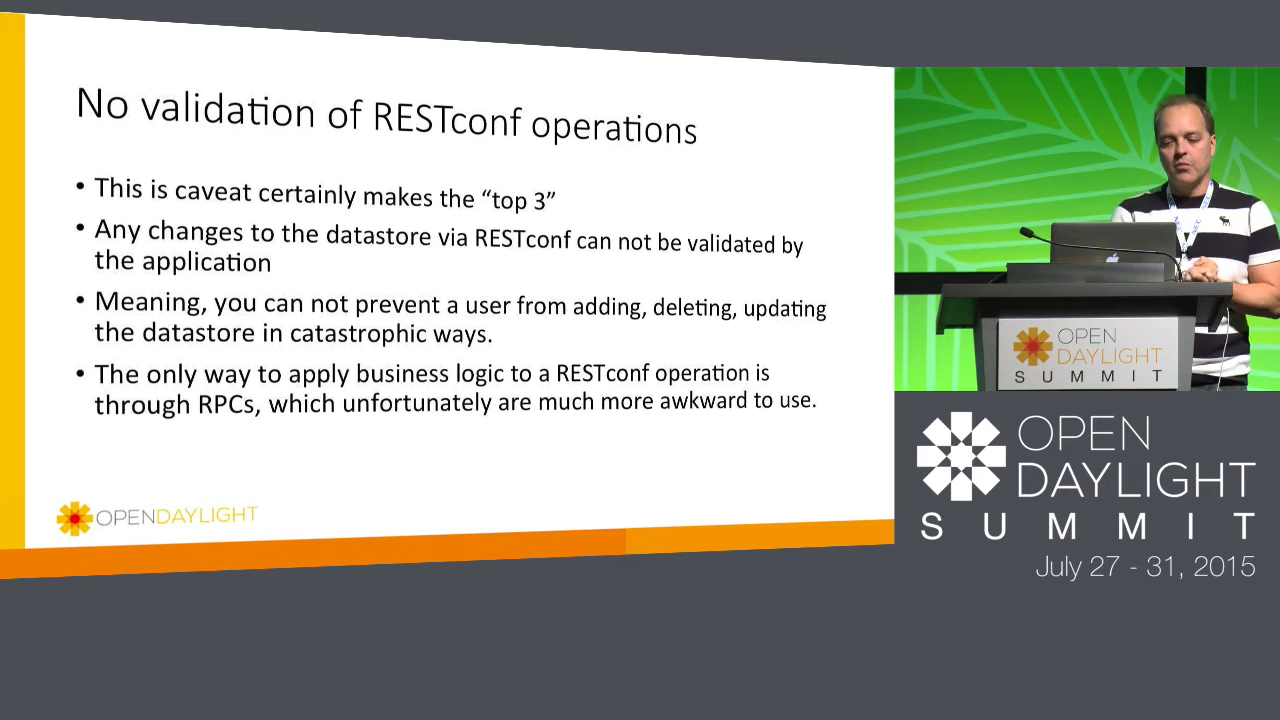 No validation of RESTconf operations
• This is caveat certainly makes the “top 3”
• Any changes to the datastore via RESTconf can not be validated by
the application
• Meaning, you can not prevent a user from adding, deleting, updating
the datastore in catastrophic ways.
• The only way to apply business logic to a RESTconf operation is
through RPCs, which unfortunately are much more awkward to use.
OPENDAYLIGHT
OPEN
DAYLIGHT
SUMMIT
OPEN
DAYLIGHT
SUMMIT
July 27 - 31, 2015